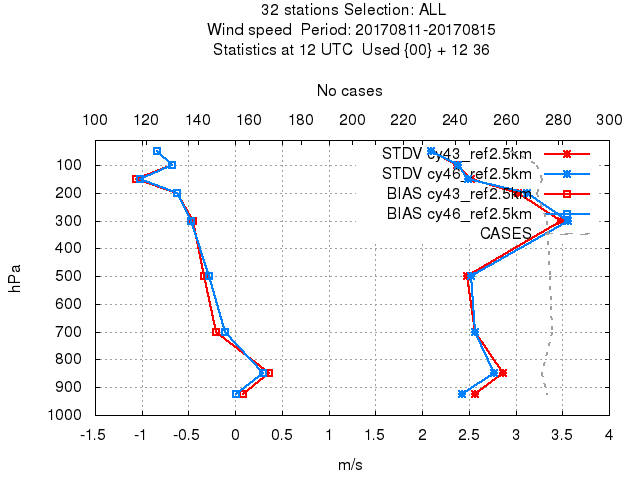 32 stations Selection: ALL
Wind speed  Period: 20170811-20170815
Statistics at 12 UTC  Used {00} + 12 36
No cases
100 120 140 160 180 200 220 240 260 280 300
STDV cy43_ref2.5km
STDV cy46_ref2.5km
BIAS cy43_ref2.5km
BIAS cy46_ref2.5km
CASES
hPa
100
200
300
400
500
600
700
800
900
1000
-1.5 -1 -0.5 0 0.5 1 1.5 2 2.5 3 3.5 4
m/s